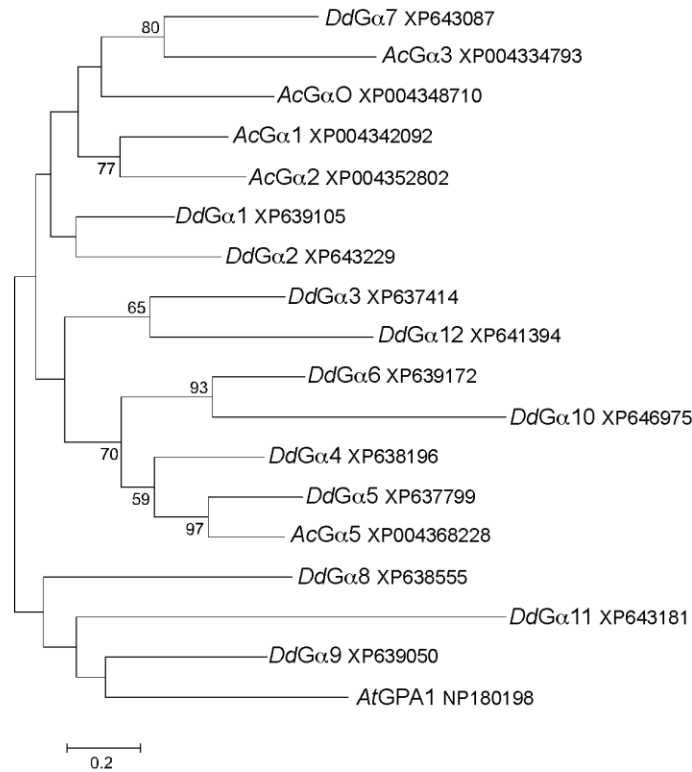 80
DdGα7 XP643087
AcGα3 XP004334793
AcGαO XP004348710
AcGα1 XP004342092
77
AcGα2 XP004352802
DdGα1 XP639105
DdGα2 XP643229
65
DdGα3 XP637414
DdGα12 XP641394
93
DdGα6 XP639172
DdGα10 XP646975
70
DdGα4 XP638196
59
DdGα5 XP637799
97
AcGα5 XP004368228
DdGα8 XP638555
DdGα11 XP643181
DdGα9 XP639050
AtGPA1 NP180198
0.2